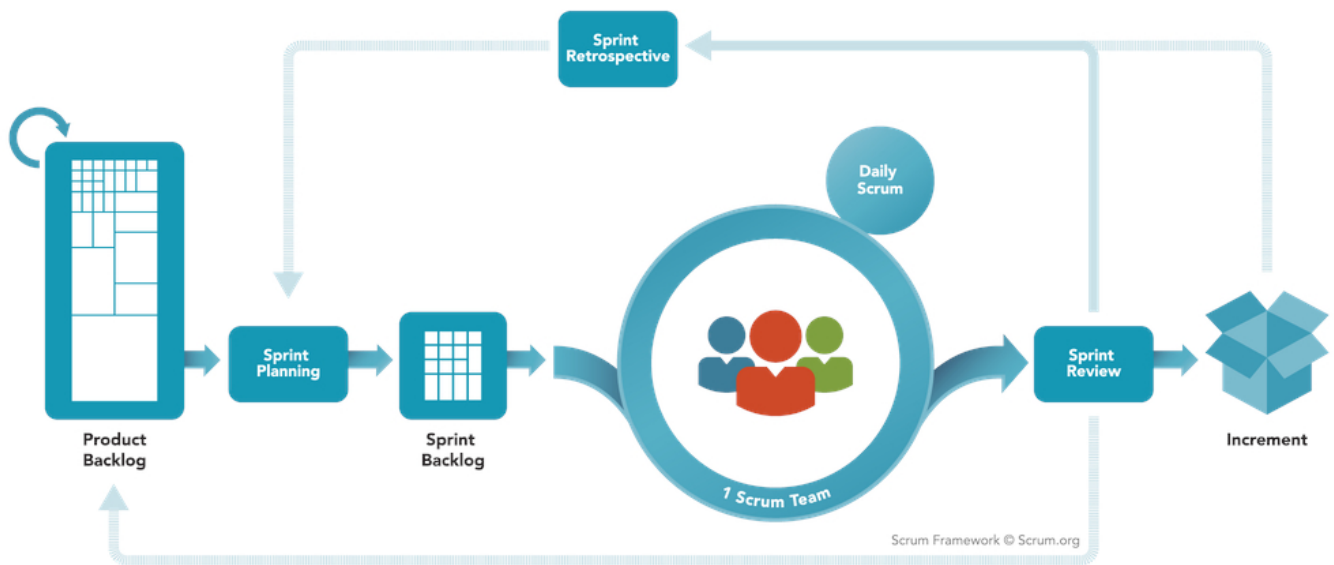 Sprint
Retrospective
Daily
Scrum
Sprint
Planning
Sprint
Review
Product
Backlog
Sprint
Backlog
Increment
1 Scrum Team
Scrum Framework © Scrum.org